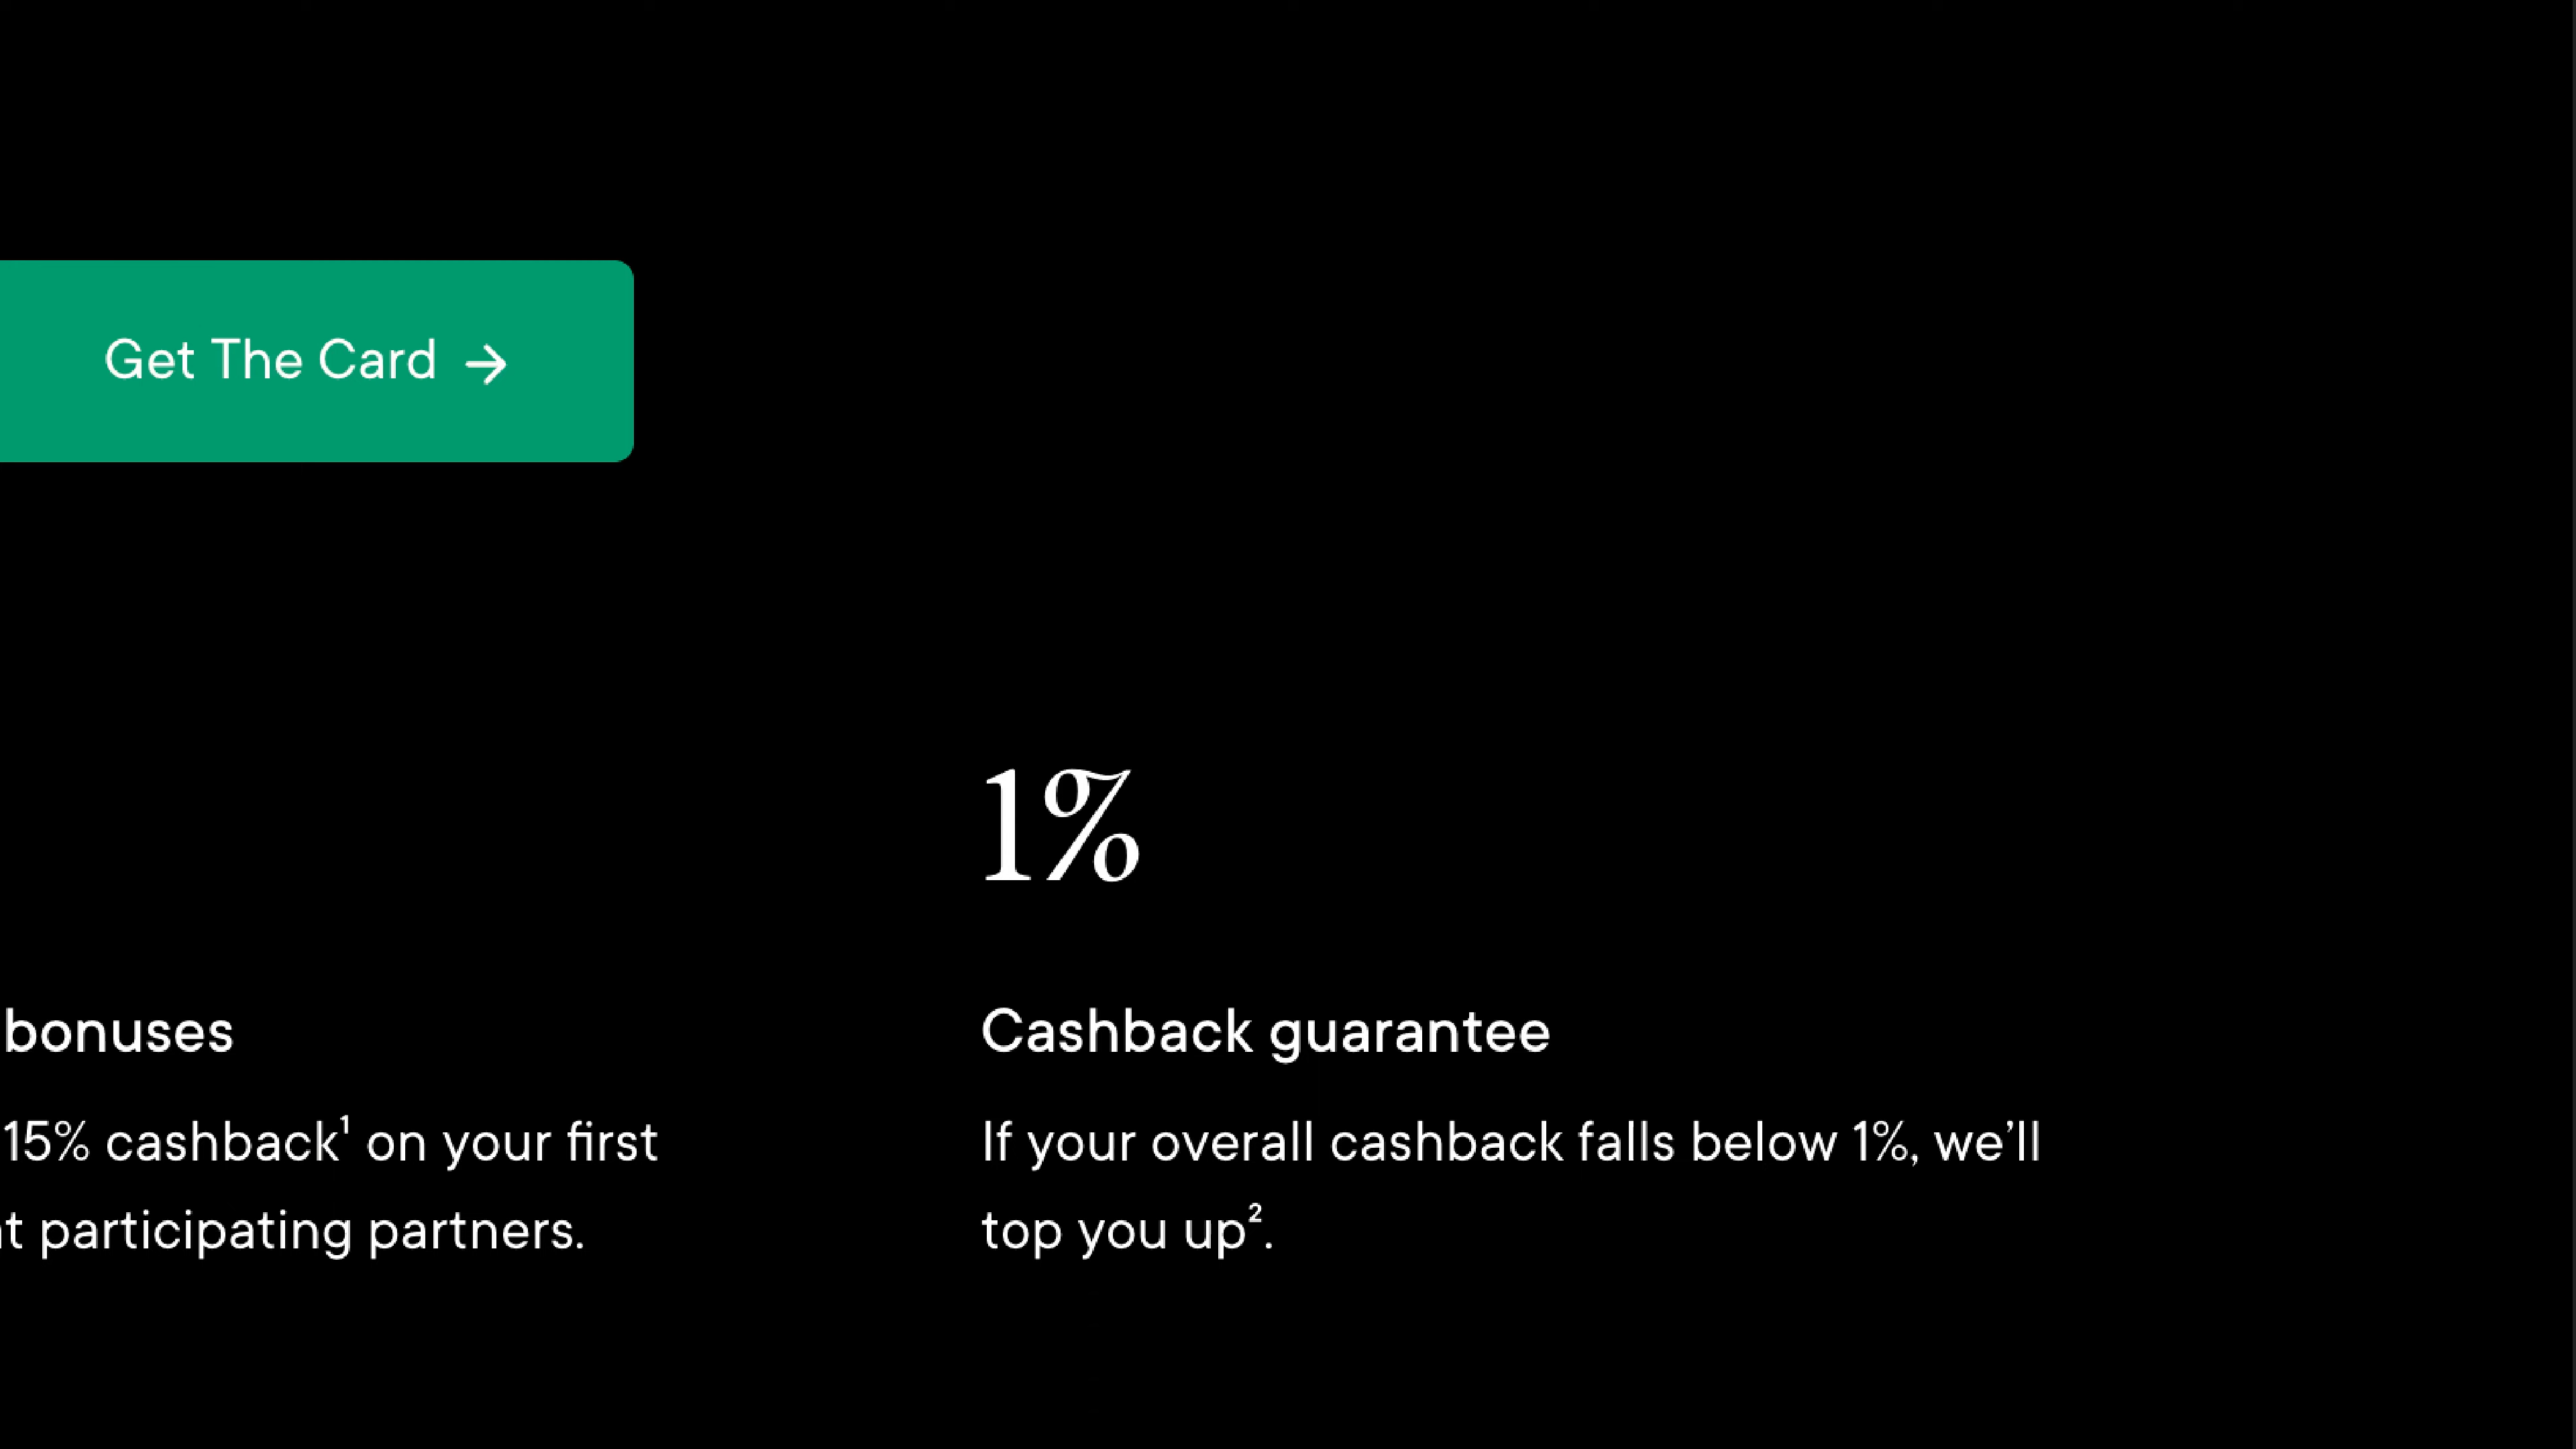 Get The Card →
1%
bonuses
15% cashback¹ on your first
participating partners.
Cashback guarantee
If your overall cashback falls below 1%, we’ll
top you up².